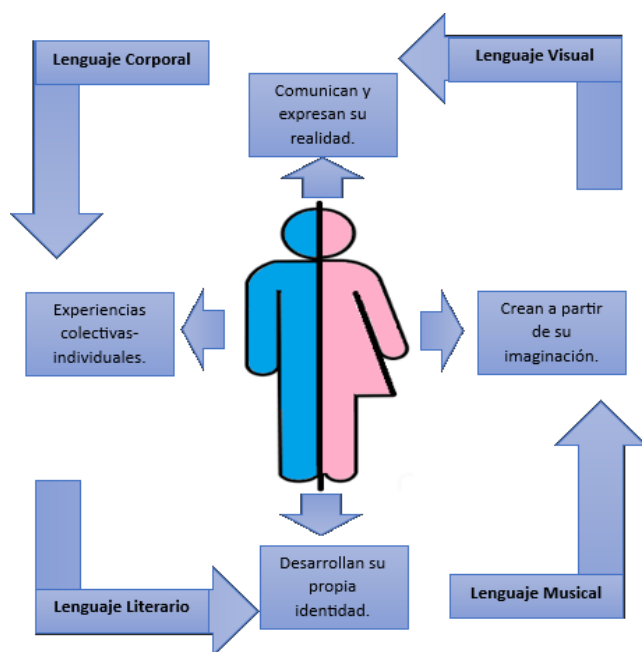 Lenguaje Corporal
Lenguaje Visual
Comunican y
expresan su
realidad.
Experiencias
colectivas-
individuales.
Crean a partir
de su
imaginación.
Desarrollan su
propia
identidad.
Lenguaje Literario
Lenguaje Musical